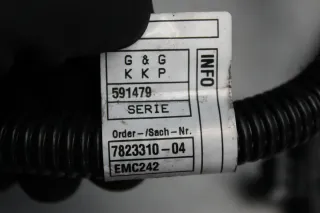 G & G
K K P
INFO
591479
SERIE
Order-/Sach-Nr.
7823310-04
EMC242